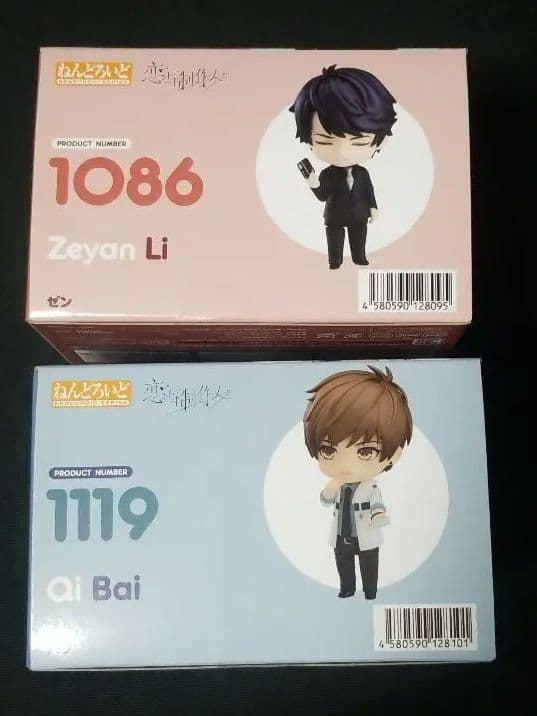 ねんどろいど
NENDOROID SERIES
恋与制作人
PRODUCT NUMBER
1086
Zeyan Li
ゼン
4 580590 128095
ねんどろいど
NENDOROID SERIES
恋与制作人
PRODUCT NUMBER
1119
Qi Bai
4 580590 128101